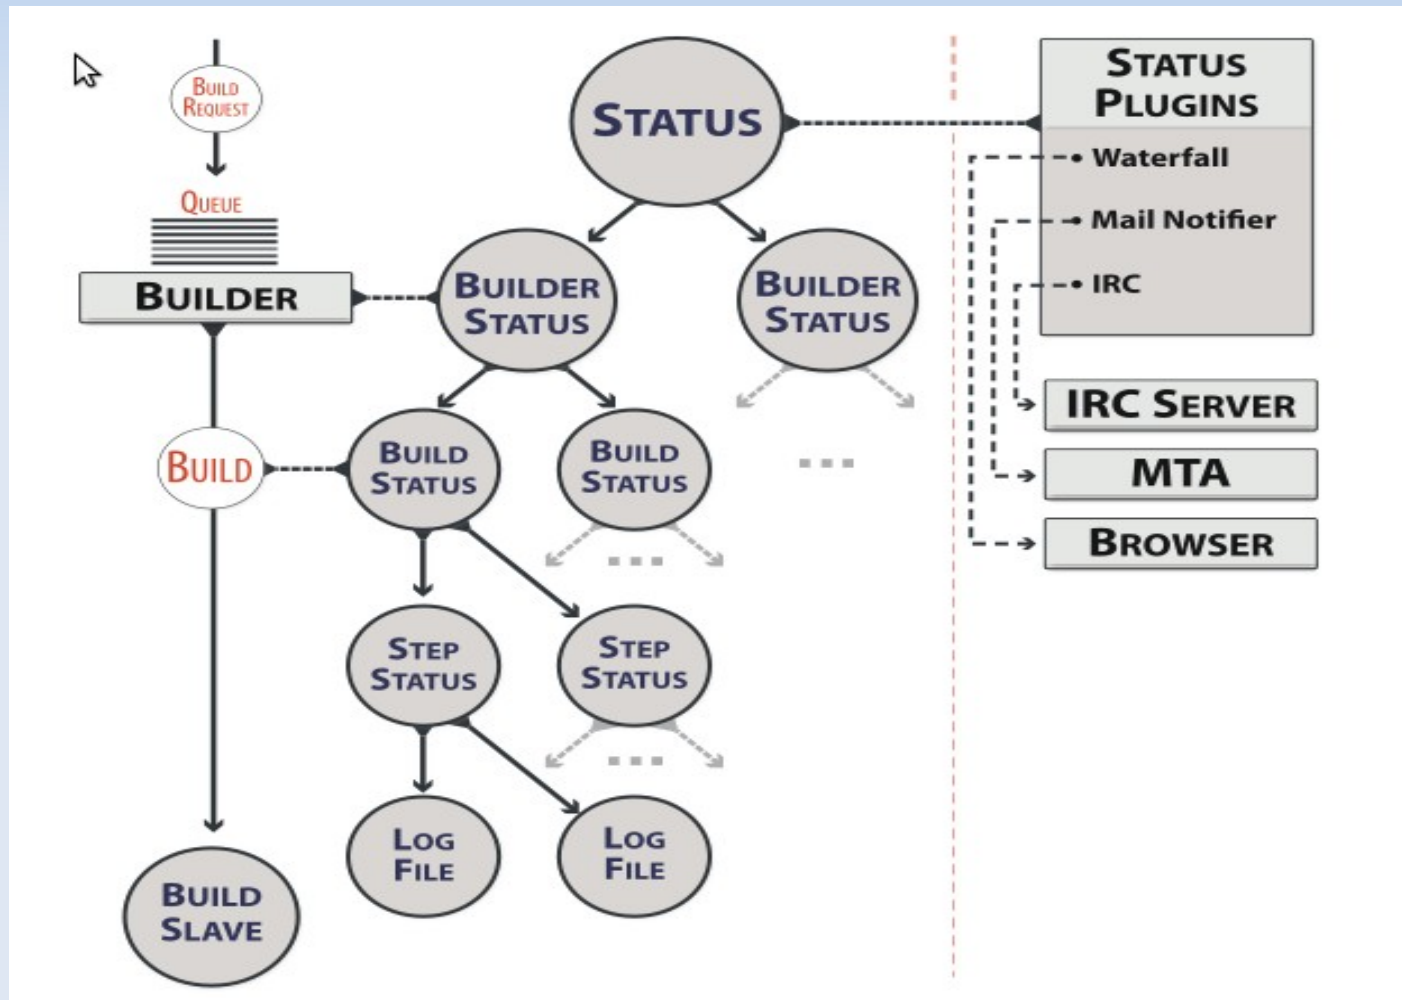 BUILD
REQUEST
QUEUE
BUILDER
BUILD
BUILD
SLAVE
STATUS
BUILDER
STATUS
BUILDER
STATUS
BUILD
STATUS
BUILD
STATUS
STEP
STATUS
STEP
STATUS
LOG
FILE
LOG
FILE
STATUS
PLUGINS
• Waterfall
• Mail Notifier
• IRC
IRC SERVER
MTA
BROWSER